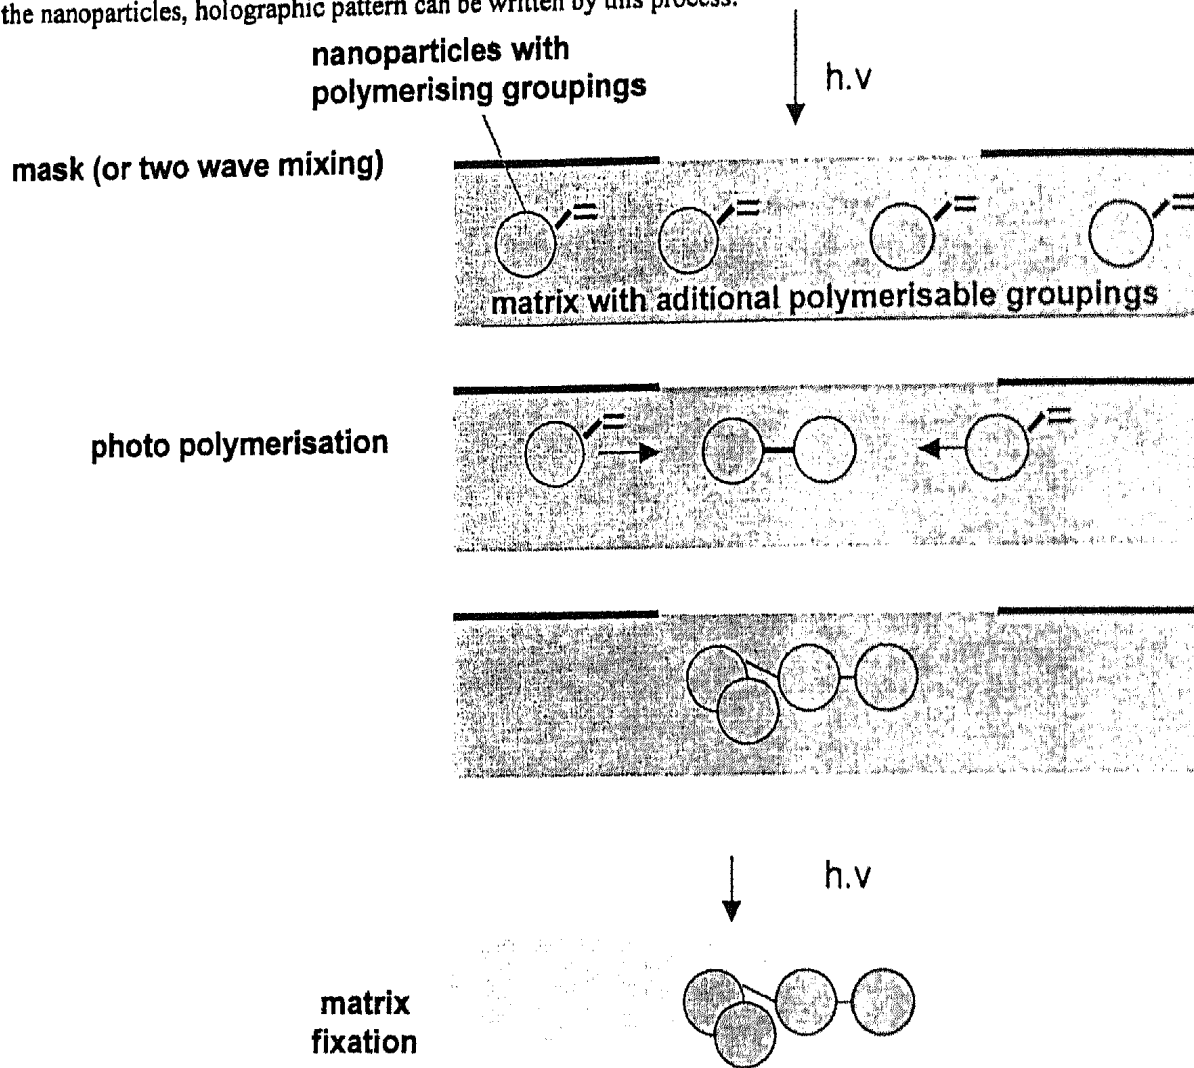 the nanoparticles, holographic pattern can be written by this process.
nanoparticles with
polymerising groupings
h.v
mask (or two wave mixing)
=
=
=
=
matrix with aditional polymerisable groupings
=
=
photo polymerisation
h.v
matrix
fixation